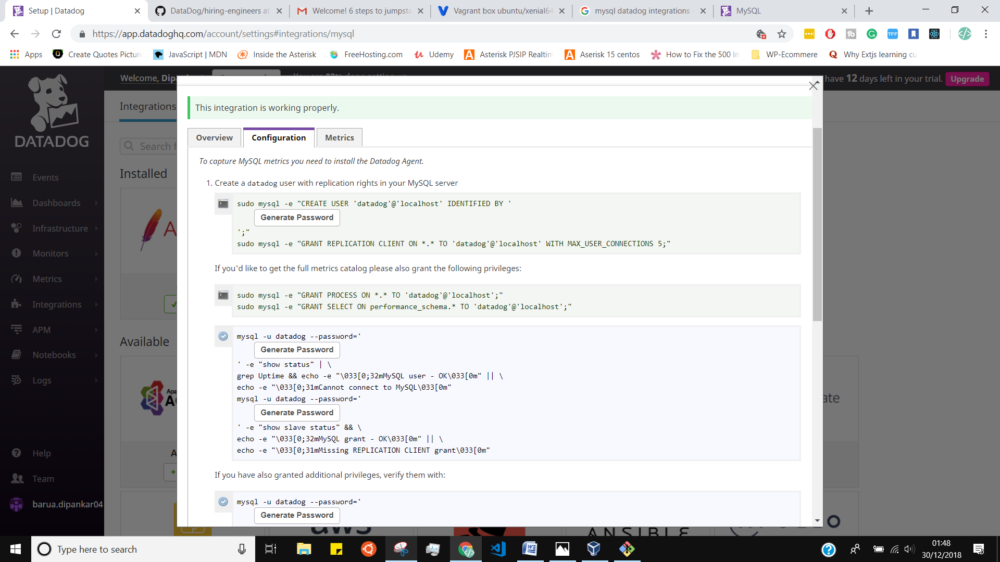 Setup | Datadog
DataDog/hiring-engineers at
Welcome! 6 steps to jumpsta
Vagrant box ubuntu/xenial64
mysql datadog integrations -
MySQL
https://app.datadoghq.com/account/settings#integrations/mysql
Apps
Create Quotes Picture
JavaScript | MDN
Inside the Asterisk
FreeHosting.com
Udemy
Asterisk PJSIP Realtim
Aserisk 15 centos
How to Fix the 500 In
WP-Ecommerce
Why Extjs learning cu
Welcome, Dip
have 12 days left in your trial.
Upgrade
DATADOG
Events
Dashboards
Infrastructure
Monitors
Metrics
Integrations
APM
Notebooks
Logs
Help
Team
barua.dipankar04
Integrations
Search f
Installed
Available
This integration is working properly.
Overview
Configuration
Metrics
To capture MySQL metrics you need to install the Datadog Agent.
1. Create a datadog user with replication rights in your MySQL server
sudo mysql -e "CREATE USER 'datadog'@'localhost' IDENTIFIED BY '
Generate Password
';"
sudo mysql -e "GRANT REPLICATION CLIENT ON *.* TO 'datadog'@'localhost' WITH MAX_USER_CONNECTIONS 5;"
If you'd like to get the full metrics catalog please also grant the following privileges:
sudo mysql -e "GRANT PROCESS ON *.* TO 'datadog'@'localhost';"
sudo mysql -e "GRANT SELECT ON performance_schema.* TO 'datadog'@'localhost';"
mysql -u datadog --password='
Generate Password
' -e "show status" | \
grep Uptime && echo -e "\033[0;32mMySQL user - OK\033[0m" || \
echo -e "\033[0;31mCannot connect to MySQL\033[0m"
mysql -u datadog --password='
Generate Password
' -e "show slave status" && \
echo -e "\033[0;32mMySQL grant - OK\033[0m" || \
echo -e "\033[0;31mMissing REPLICATION CLIENT grant\033[0m"
If you have also granted additional privileges, verify them with:
mysql -u datadog --password='
Generate Password
aws
ANSIBLE
Type here to search
01:48
30/12/2018